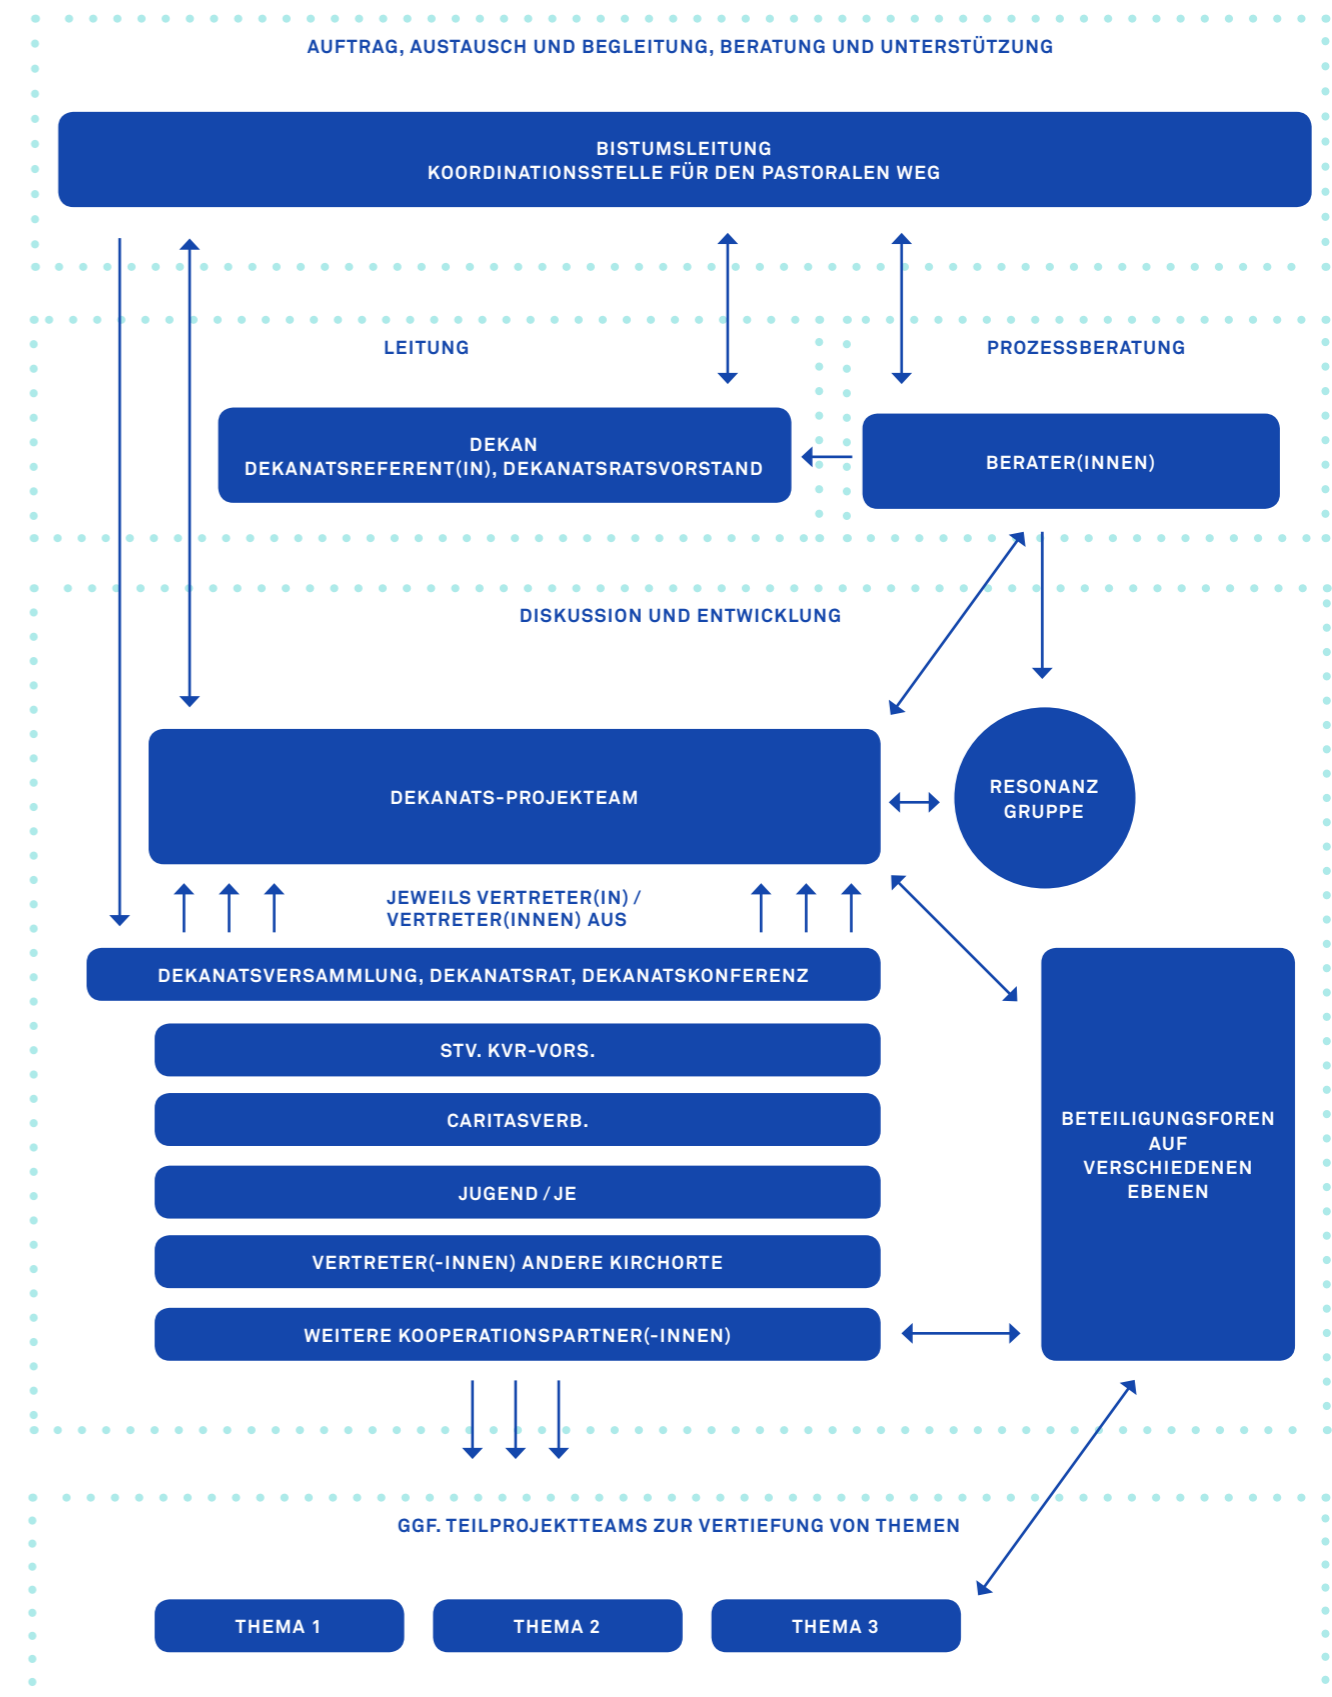 AUFTRAG, AUSTAUSCH UND BEGLEITUNG, BERATUNG UND UNTERSTÜTZUNG
BISTUMSLEITUNG
KOORDINATIONSSTELLE FÜR DEN PASTORALEN WEG
LEITUNG
DEKAN
DEKANATSREFERENT(IN), DEKANATSRATSVORSTAND
PROZESSBERATUNG
BERATER(INNEN)
DISKUSSION UND ENTWICKLUNG
DEKANATS-PROJEKTEAM
RESONANZ
GRUPPE
JEWEILS VERTRETER(IN) /
VERTRETER(INNEN) AUS
DEKANATSVERSAMMLUNG, DEKANATSRAT, DEKANATSKONFERENZ
STV. KVR-VORS.
CARITASVERB.
JUGEND / JE
VERTRETER(-INNEN) ANDERE KIRCHORTE
WEITERE KOOPERATIONSPARTNER(-INNEN)
BETEILIGUNGSFOREN
AUF
VERSCHIEDENEN
EBENEN
GGF. TEILPROJEKTTEAMS ZUR VERTIEFUNG VON THEMEN
THEMA 1
THEMA 2
THEMA 3